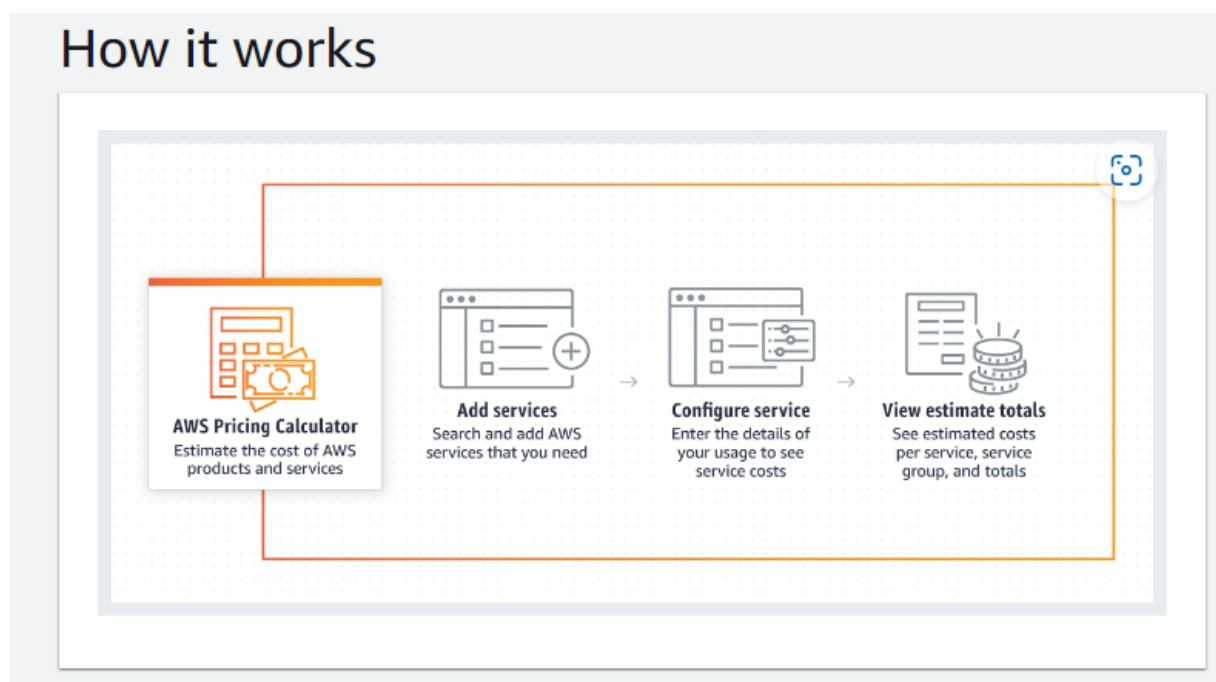 How it works
AWS Pricing Calculator
Estimate the cost of AWS
products and services
Add services
Search and add AWS
services that you need
Configure service
Enter the details of
your usage to see
service costs
View estimate totals
See estimated costs
per service, service
group, and totals